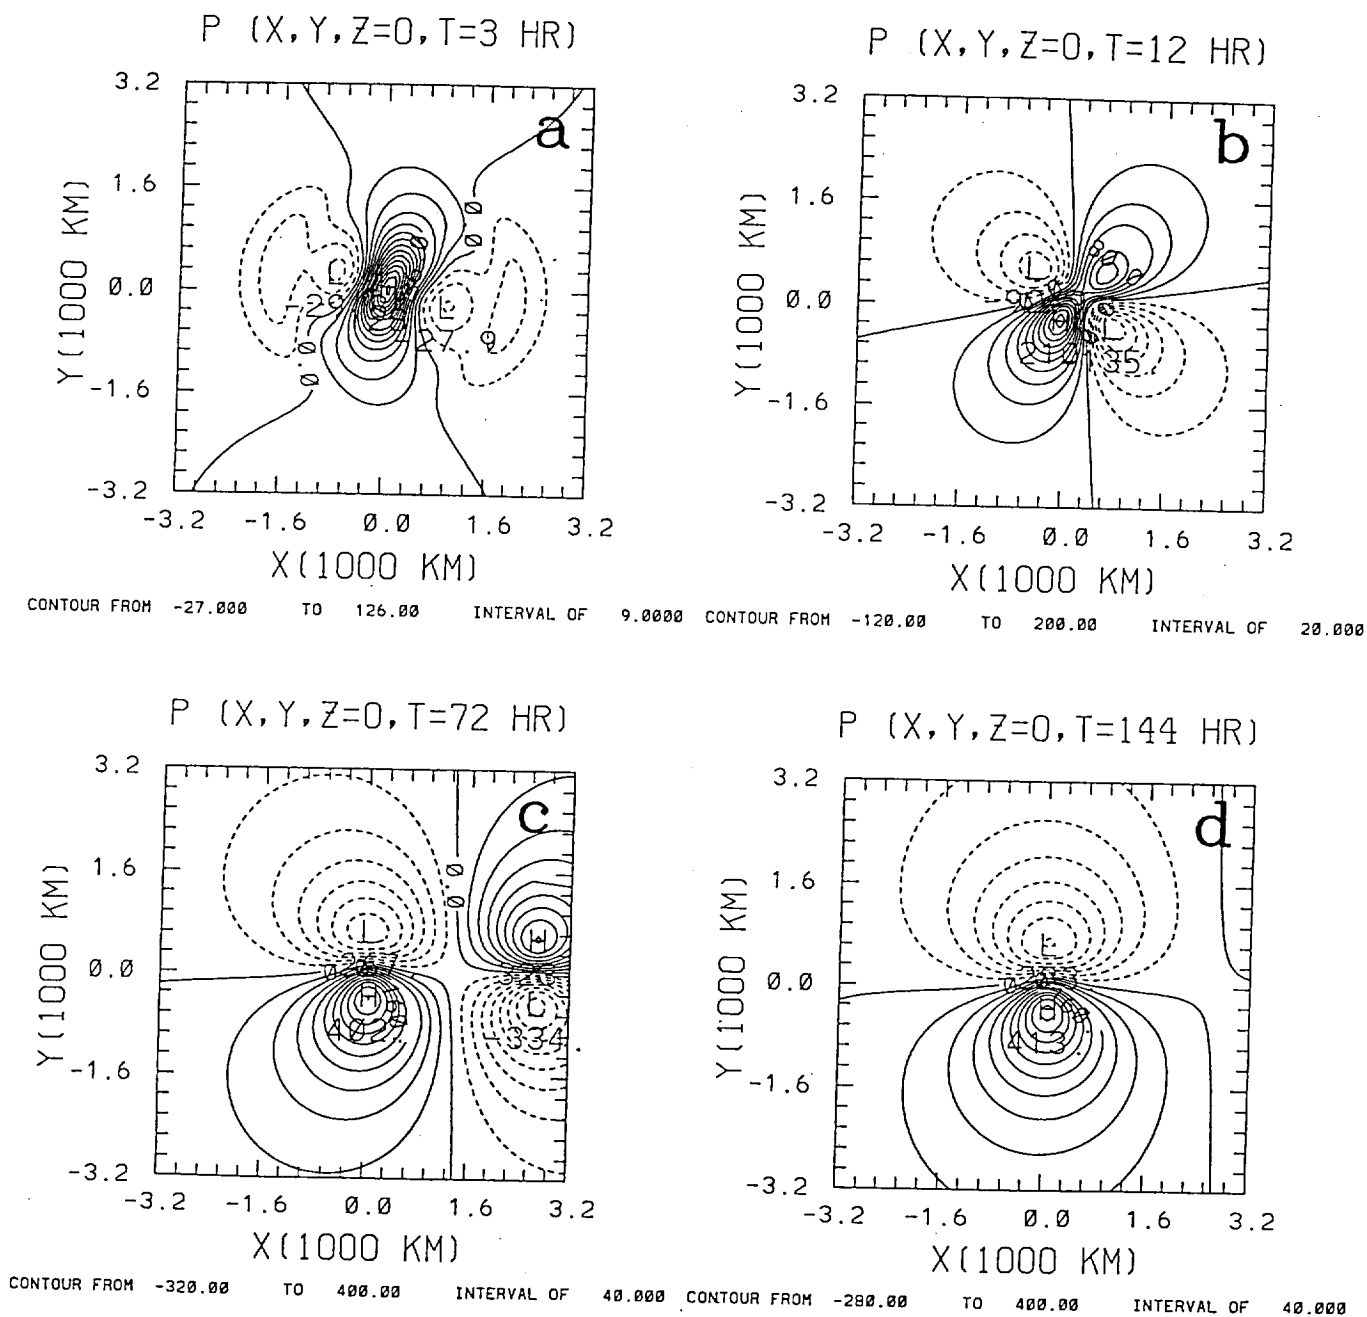 P (X,Y,Z=0,T=3 HR)
a
3.2
1.6
0.0
-1.6
-3.2
Y(1000 KM)
-3.2 -1.6 0.0 1.6 3.2
X(1000 KM)
CONTOUR FROM -27.000 TO 126.00 INTERVAL OF 9.0000
P (X,Y,Z=0,T=12 HR)
b
3.2
1.6
0.0
-1.6
-3.2
Y(1000 KM)
-3.2 -1.6 0.0 1.6 3.2
X(1000 KM)
CONTOUR FROM -120.00 TO 200.00 INTERVAL OF 20.000
P (X,Y,Z=0,T=72 HR)
c
3.2
1.6
0.0
-1.6
-3.2
Y(1000 KM)
L
H
H
L
-334
-3.2 -1.6 0.0 1.6 3.2
X(1000 KM)
CONTOUR FROM -320.00 TO 400.00 INTERVAL OF 40.000
P (X,Y,Z=0,T=144 HR)
d
3.2
1.6
0.0
-1.6
-3.2
Y(1000 KM)
L
H
413
-3.2 -1.6 0.0 1.6 3.2
X(1000 KM)
CONTOUR FROM -280.00 TO 400.00 INTERVAL OF 40.000